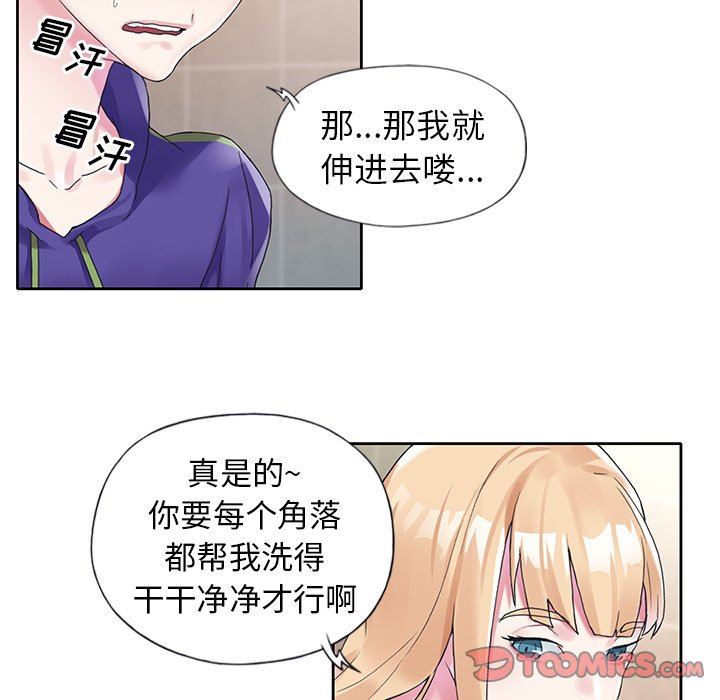 冒汗
冒汗
那...那我就
伸进去喽...
真是的~
你要每个角落
都帮我洗得
干干净净才行啊
DTOOMICS.COM